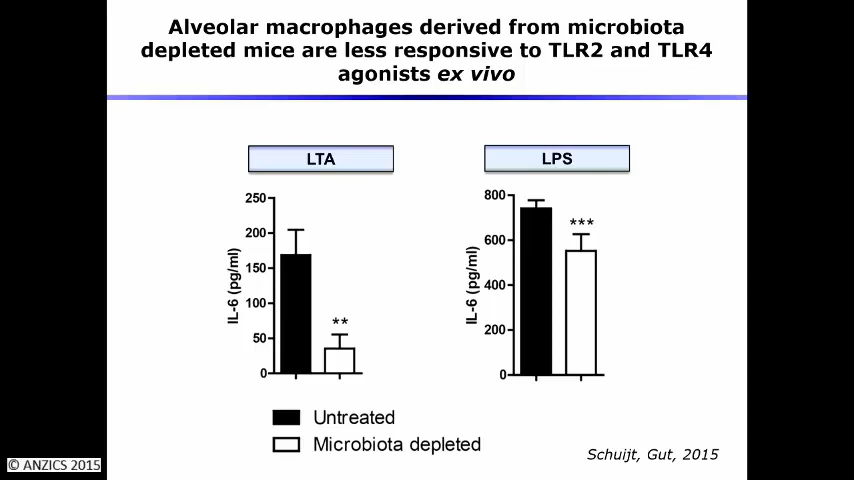 Alveolar macrophages derived from microbiota
depleted mice are less responsive to TLR2 and TLR4
agonists ex vivo
LTA
LPS
250
200
150
100
50
0
IL-6 (pg/ml)
**
800
600
400
200
0
IL-6 (pg/ml)
***
Untreated
Microbiota depleted
Schuijt, Gut, 2015
© ANZICS 2015